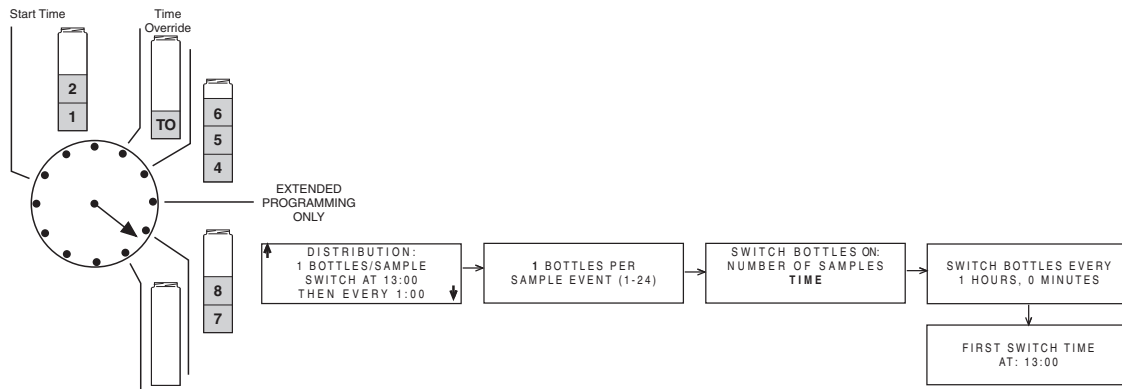 Start Time
Time
Override
2
1
TO
6
5
4
EXTENDED
PROGRAMMING
ONLY
8
7
DISTRIBUTION:
1 BOTTLES/SAMPLE
SWITCH AT 13:00
THEN EVERY 1:00
1 BOTTLES PER
SAMPLE EVENT (1-24)
SWITCH BOTTLES ON:
NUMBER OF SAMPLES
TIME
SWITCH BOTTLES EVERY
1 HOURS, 0 MINUTES
FIRST SWITCH TIME
AT: 13:00